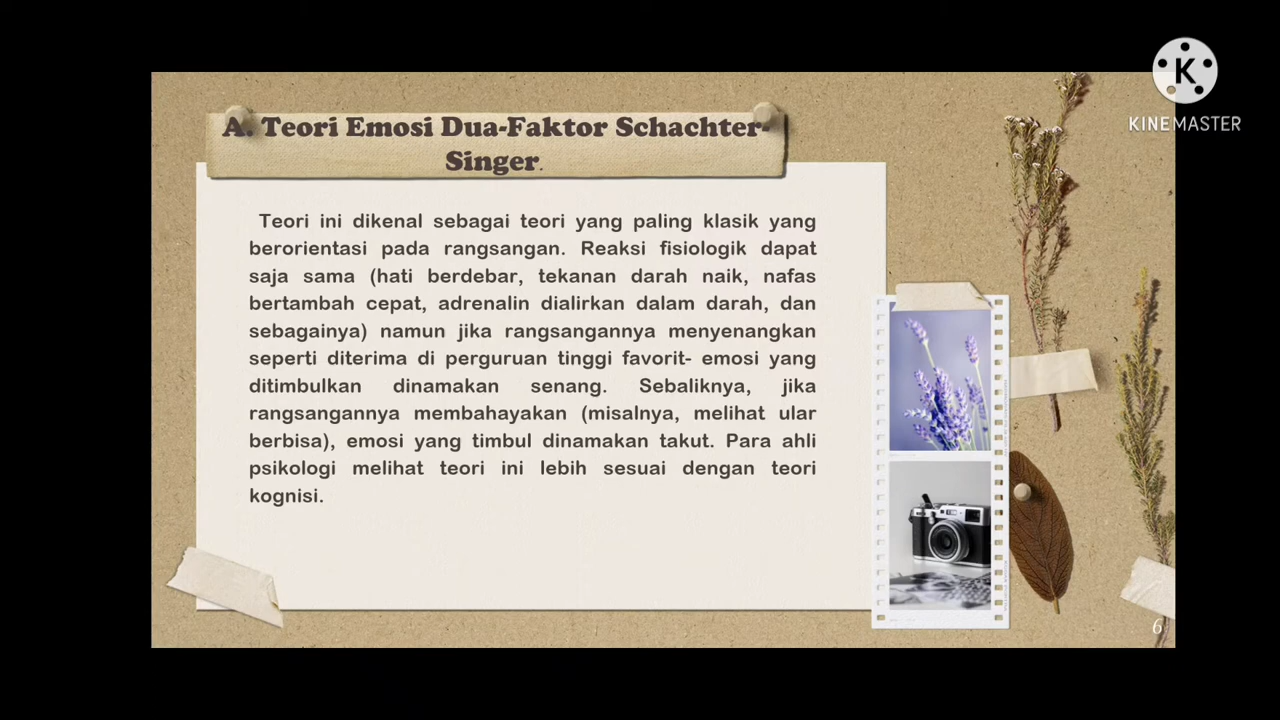 A. Teori Emosi Dua-Faktor Schachter-
Singer.
Teori ini dikenal sebagai teori yang paling klasik yang
berorientasi pada rangsangan. Reaksi fisiologik dapat
saja sama (hati berdebar, tekanan darah naik, nafas
bertambah cepat, adrenalin dialirkan dalam darah, dan
sebagainya) namun jika rangsangannya menyenangkan
seperti diterima di perguruan tinggi favorit- emosi yang
ditimbulkan dinamakan senang. Sebaliknya, jika
rangsangannya membahayakan (misalnya, melihat ular
berbisa), emosi yang timbul dinamakan takut. Para ahli
psikologi melihat teori ini lebih sesuai dengan teori
kognisi.
K
KINEMASTER
6